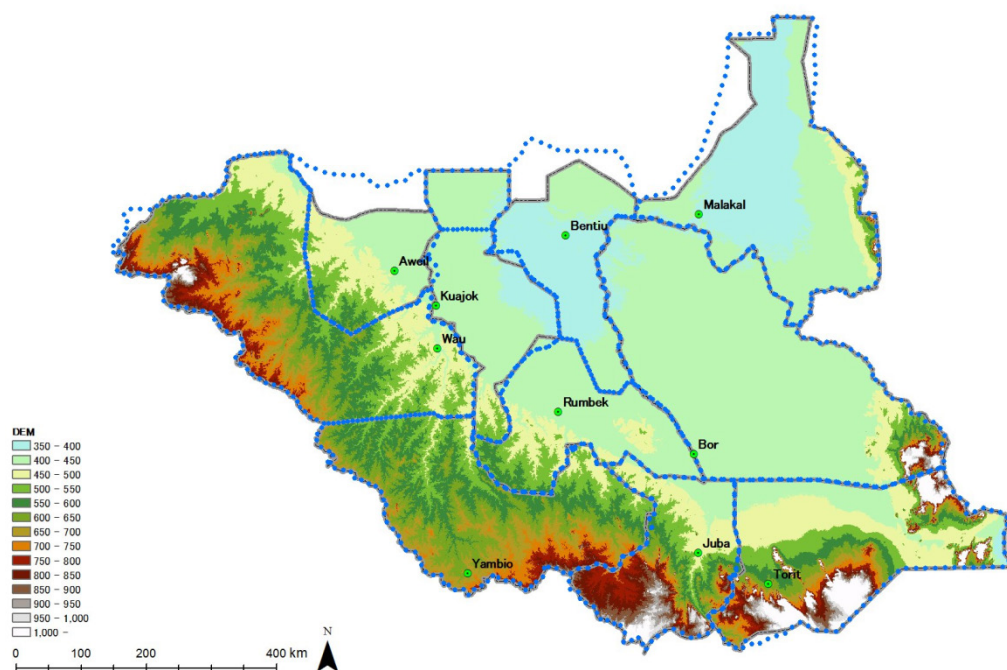 Malakal
Bentiu
Aweil
Kuajok
Wau
Rumbek
Bor
Juba
Yambio
Torit
DEM
350 - 400
400 - 450
450 - 500
500 - 550
550 - 600
600 - 650
650 - 700
700 - 750
750 - 800
800 - 850
850 - 900
900 - 950
950 - 1,000
1,000 -
N
0 100 200 400 km